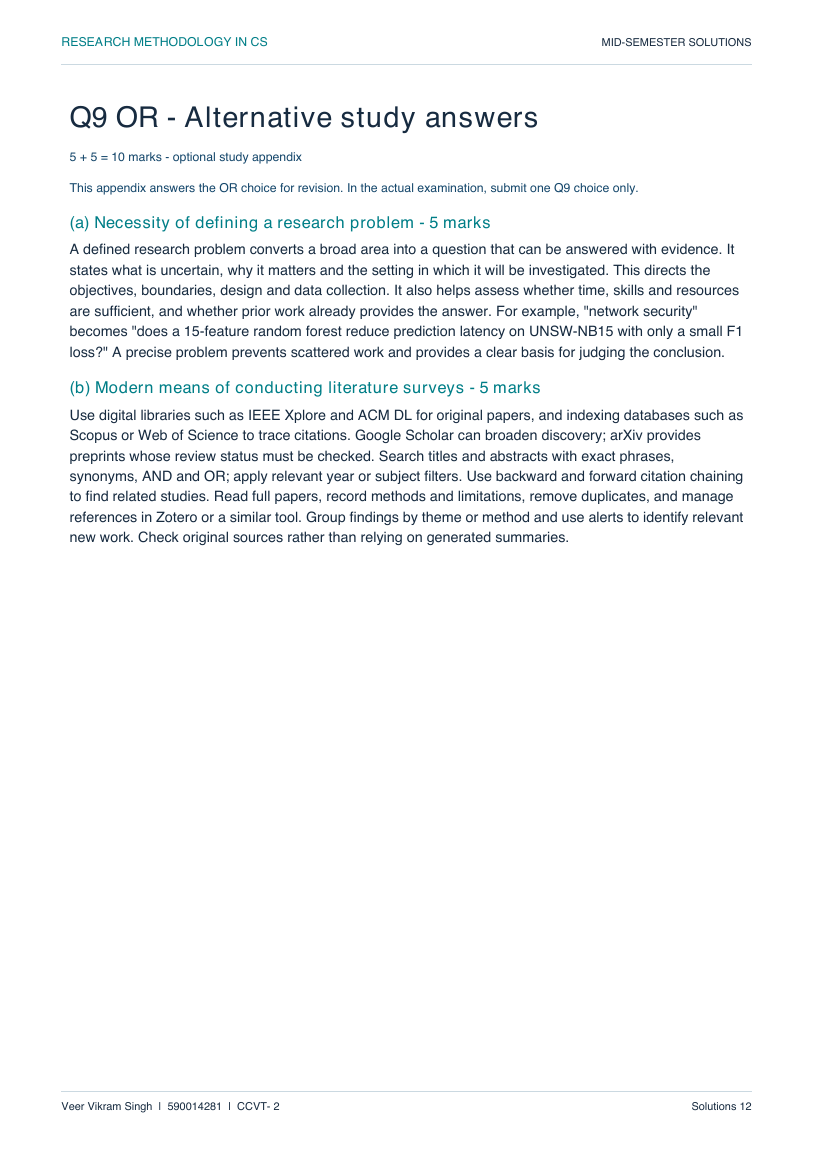 RESEARCH METHODOLOGY IN CS
MID-SEMESTER SOLUTIONS
Q9 OR - Alternative study answers
5 + 5 = 10 marks - optional study appendix
This appendix answers the OR choice for revision. In the actual examination, submit one Q9 choice only.
(a) Necessity of defining a research problem - 5 marks
A defined research problem converts a broad area into a question that can be answered with evidence. It
states what is uncertain, why it matters and the setting in which it will be investigated. This directs the
objectives, boundaries, design and data collection. It also helps assess whether time, skills and resources
are sufficient, and whether prior work already provides the answer. For example, "network security"
becomes "does a 15-feature random forest reduce prediction latency on UNSW-NB15 with only a small F1
loss?" A precise problem prevents scattered work and provides a clear basis for judging the conclusion.
(b) Modern means of conducting literature surveys - 5 marks
Use digital libraries such as IEEE Xplore and ACM DL for original papers, and indexing databases such as
Scopus or Web of Science to trace citations. Google Scholar can broaden discovery; arXiv provides
preprints whose review status must be checked. Search titles and abstracts with exact phrases,
synonyms, AND and OR; apply relevant year or subject filters. Use backward and forward citation chaining
to find related studies. Read full papers, record methods and limitations, remove duplicates, and manage
references in Zotero or a similar tool. Group findings by theme or method and use alerts to identify relevant
new work. Check original sources rather than relying on generated summaries.
Veer Vikram Singh | 590014281 | CCVT- 2
Solutions 12